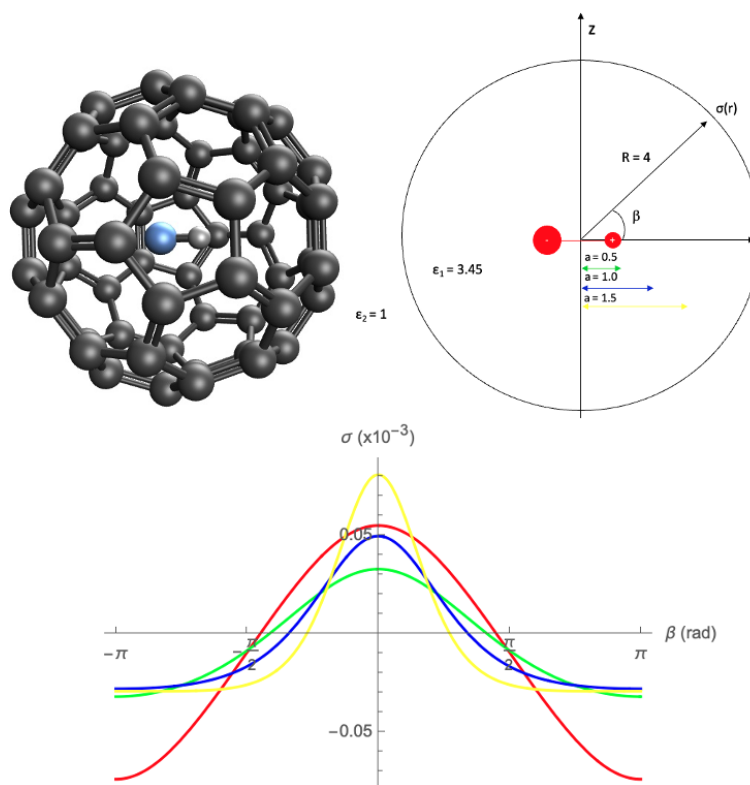 Z
σ(r)
R = 4
β
- +
a = 0.5
ε₁ = 3.45
a = 1.0
a = 1.5
ε₂ = 1
σ (x10⁻³)
0.05
β (rad)
-π
-π/2
π/2
π
-0.05